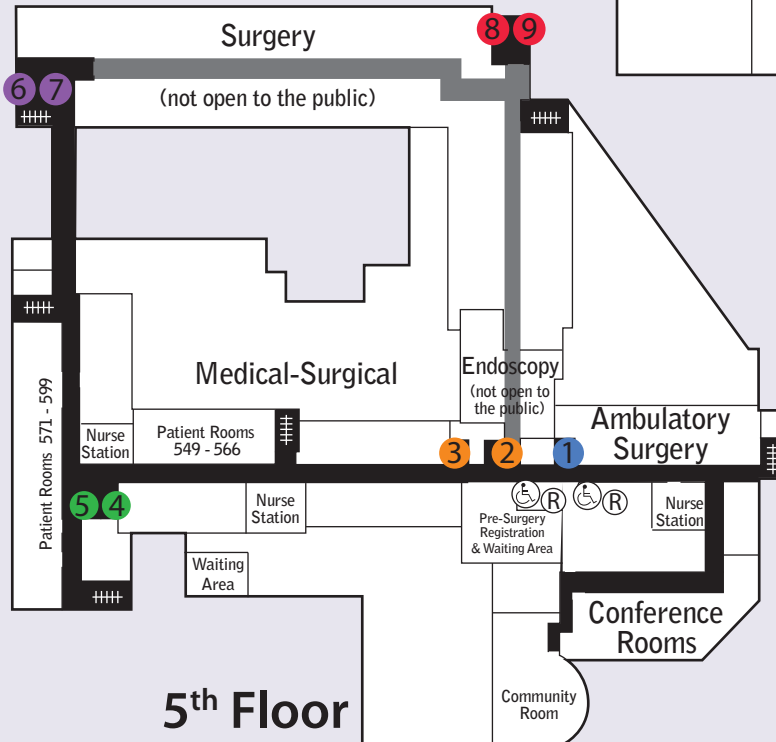 Surgery
8 9
6 7
(not open to the public)
Medical-Surgical
Endoscopy
(not open to
the public)
Patient Rooms 571 - 599
Nurse
Station
Patient Rooms
549 - 566
3
2
1
Ambulatory
Surgery
5 4
Nurse
Station
R
R
Pre-Surgery
Registration
& Waiting Area
Nurse
Station
Waiting
Area
Conference
Rooms
Community
Room
5th Floor